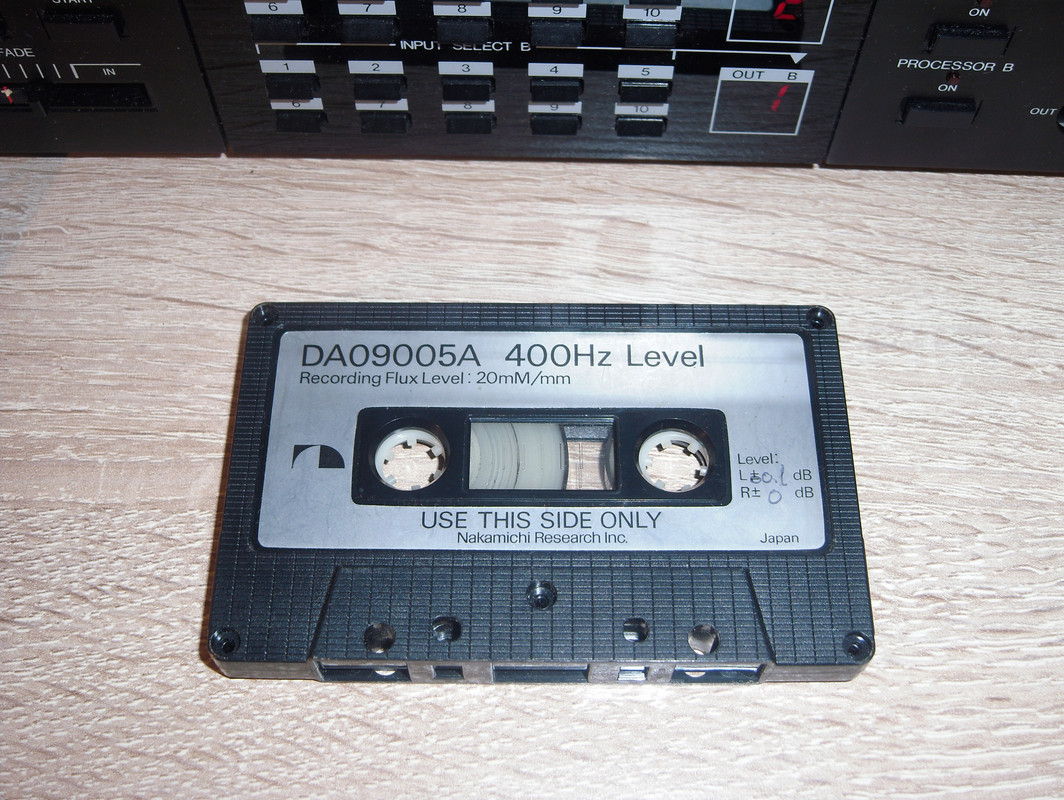 START
6 7 8 9 10
2
ON
FADE
INPUT SELECT B
IN
1 2 3 4 5
OUT B
1
PROCESSOR B
ON
6 7 8 9 10
OUT
DA09005A 400Hz Level
Recording Flux Level: 20mM/mm
Level:
L± 0.1 dB
R± 0 dB
USE THIS SIDE ONLY
Nakamichi Research Inc.
Japan